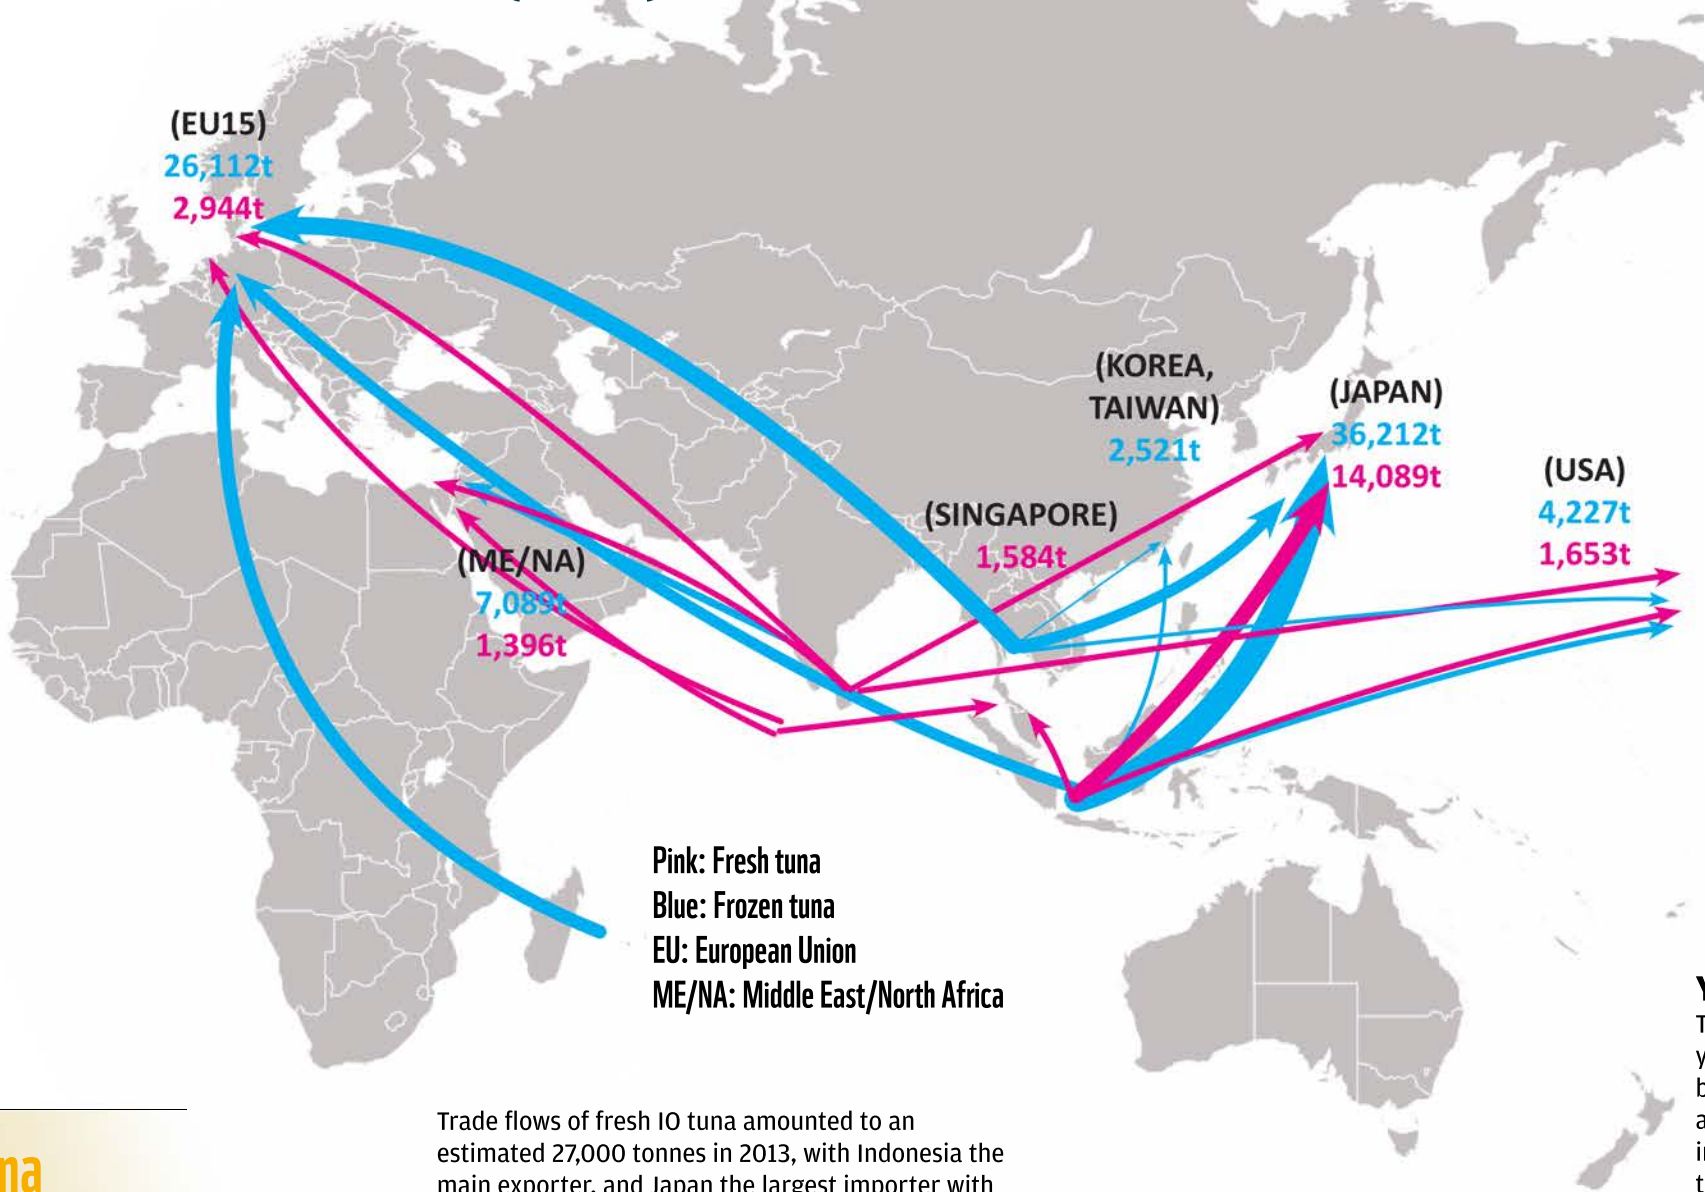 (EU15)
26,112t
2,944t
(KOREA,
TAIWAN)
2,521t
(JAPAN)
36,212t
14,089t
(USA)
4,227t
1,653t
(SINGAPORE)
1,584t
(ME/NA)
7,089t
1,396t
Pink: Fresh tuna
Blue: Frozen tuna
EU: European Union
ME/NA: Middle East/North Africa
Trade flows of fresh IO tuna amounted to an
estimated 27,000 tonnes in 2013, with Indonesia the
main exporter, and Japan the largest importer with
na